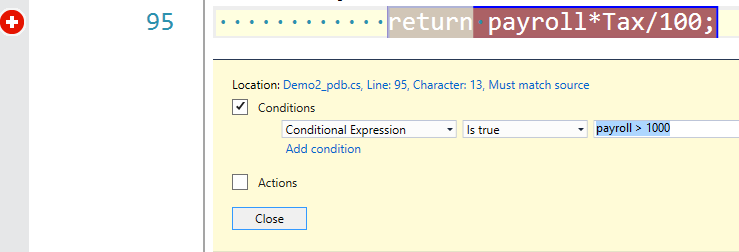 95 return payroll*Tax/100;
Location: Demo2_pdb.cs, Line: 95, Character: 13, Must match source
Conditions
Conditional Expression Is true payroll > 1000
Add condition
Actions
Close